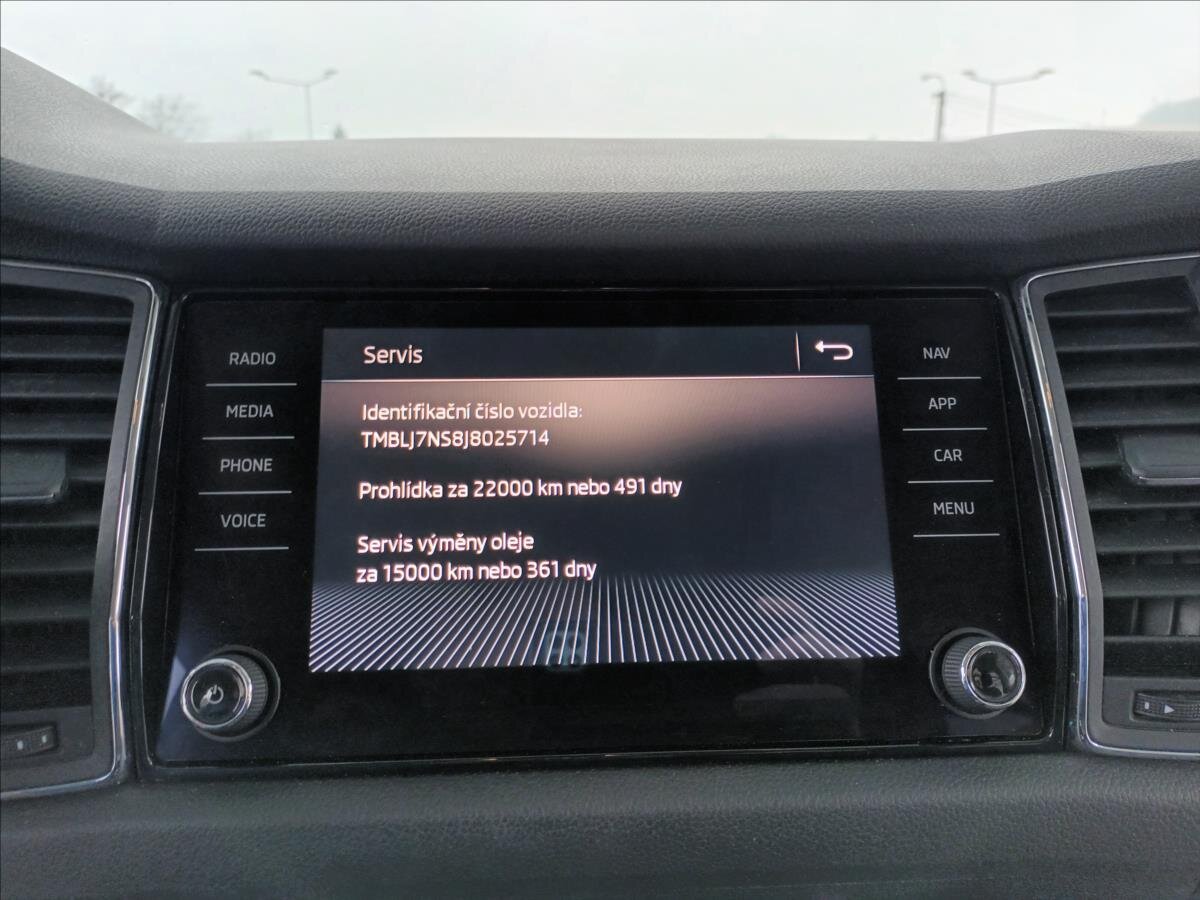 Servis
Identifikační číslo vozidla:
TMBLJ7NS8J8025714
Prohlídka za 22000 km nebo 491 dny
Servis výměny oleje
za 15000 km nebo 361 dny
RADIO
MEDIA
PHONE
VOICE
NAV
APP
CAR
MENU